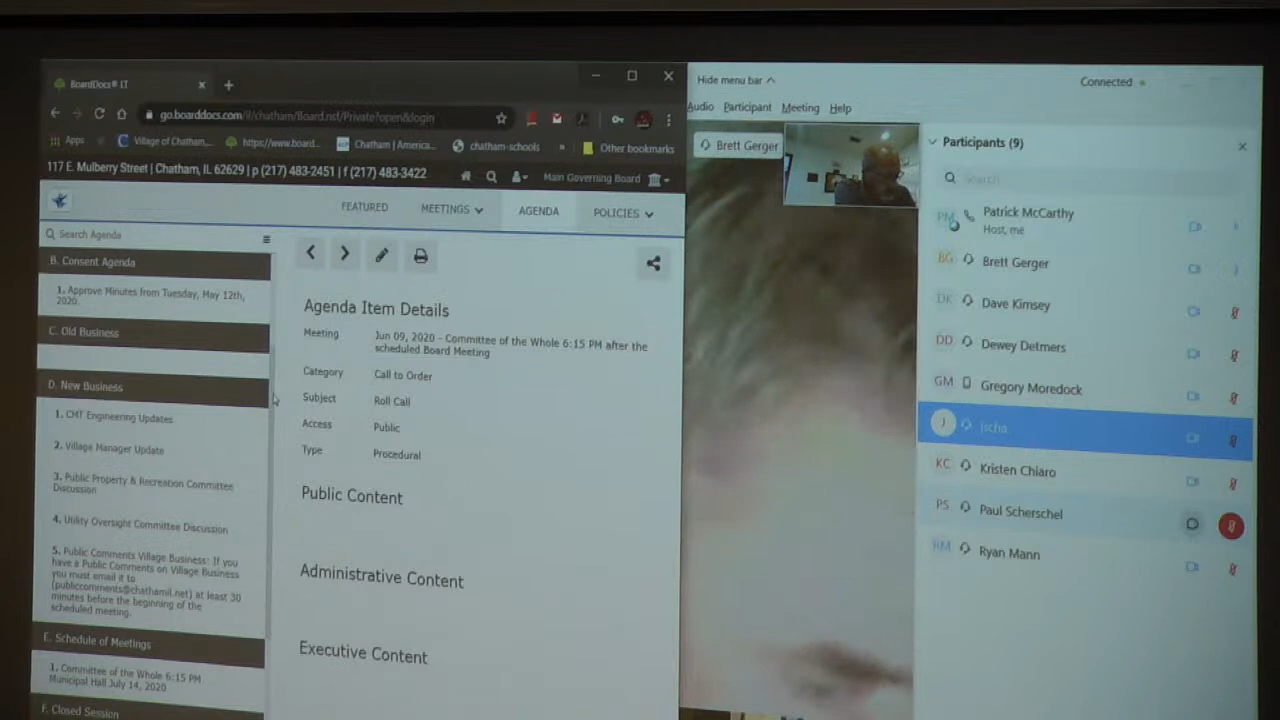 BoardDocs® LT
go.boarddocs.com/il/chatham/Board.nsf/Private?open&login
Apps
Village of Chatham...
https://www.board...
Chatham | America...
chatham-schools
»
Other bookmarks
117 E. Mulberry Street | Chatham, IL 62629 | p (217) 483-2451 | f (217) 483-3422
Main Governing Board
FEATURED
MEETINGS
AGENDA
POLICIES
Search Agenda
B. Consent Agenda
1. Approve Minutes from Tuesday, May 12th,
2020.
C. Old Business
D. New Business
1. CMT Engineering Updates
2. Village Manager Update
3. Public Property & Recreation Committee
Discussion
4. Utility Oversight Committee Discussion
5. Public Comments Village Business: If you
have a Public Comments on Village Business
you must email it to
(publiccomments@chathamil.net) at least 30
minutes before the beginning of the
scheduled meeting.
E. Schedule of Meetings
1. Committee of the Whole 6:15 PM
Municipal Hall July 14, 2020
F. Closed Session
Agenda Item Details
Meeting
Jun 09, 2020 - Committee of the Whole 6:15 PM after the
scheduled Board Meeting
Category
Call to Order
Subject
Roll Call
Access
Public
Type
Procedural
Public Content
Administrative Content
Executive Content
Hide menu bar
Connected
Audio Participant Meeting Help
Brett Gerger
Participants (9)
Search
PM
Patrick McCarthy
Host, me
BG
Brett Gerger
DK
Dave Kimsey
DD
Dewey Detmers
GM
Gregory Moredock
J
KC
Kristen Chiaro
PS
Paul Scherschel
RM
Ryan Mann